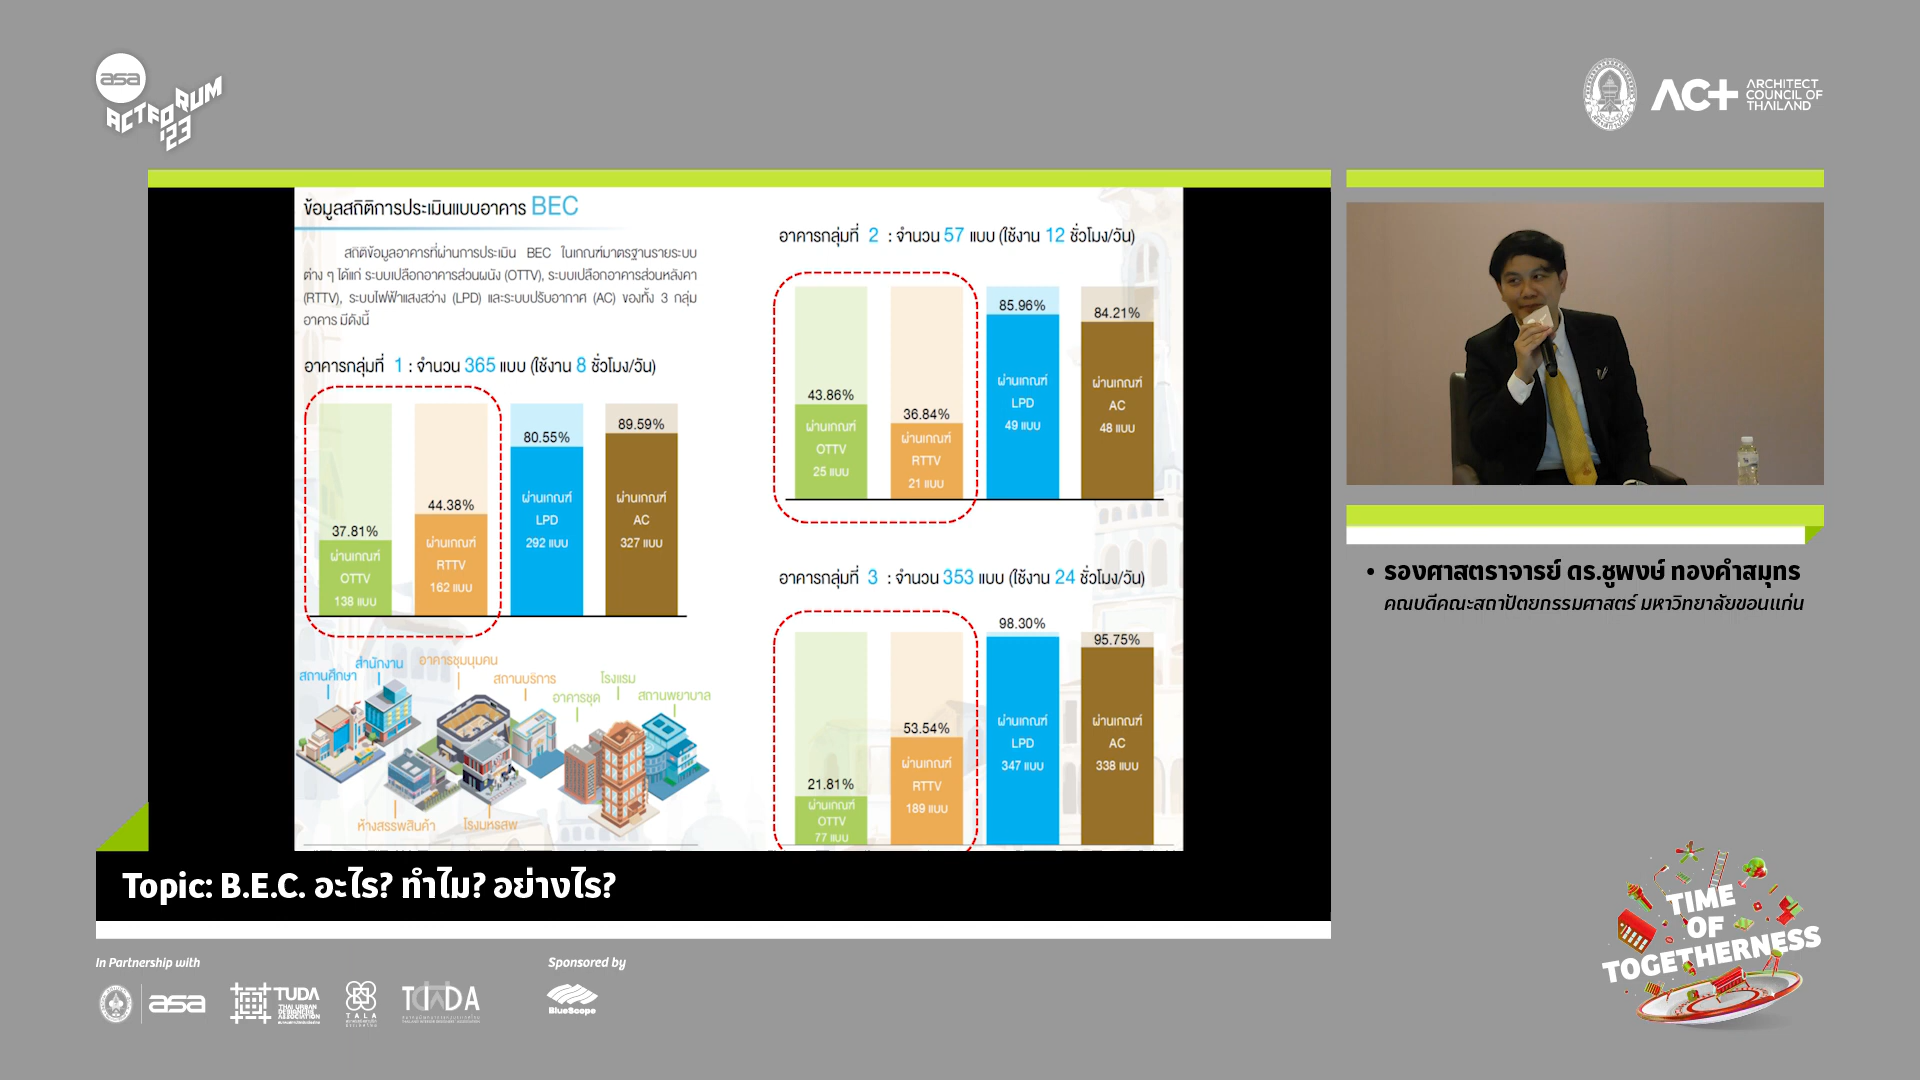 asa
ACTFORUM
'23
ACT
ARCHITECT
COUNCIL OF
THAILAND
ข้อมูลสถิติการประเมินแบบอาคาร BEC
สถิติข้อมูลอาคารที่ผ่านการประเมิน BEC ในเกณฑ์มาตรฐานรายระบบ
ต่าง ๆ ได้แก่ ระบบเปลือกอาคารส่วนผนัง (OTTV), ระบบเปลือกอาคารส่วนหลังคา
(RTTV), ระบบไฟฟ้าแสงสว่าง (LPD) และระบบปรับอากาศ (AC) ของทั้ง 3 กลุ่ม
อาคาร มีดังนี้
อาคารกลุ่มที่ 1 : จำนวน 365 แบบ (ใช้งาน 8 ชั่วโมง/วัน)
37.81%
ผ่านเกณฑ์
OTTV
138 แบบ
44.38%
ผ่านเกณฑ์
RTTV
162 แบบ
80.55%
ผ่านเกณฑ์
LPD
292 แบบ
89.59%
ผ่านเกณฑ์
AC
327 แบบ
สถานศึกษา
สำนักงาน
อาคารชุมนุมคน
สถานบริการ
อาคารชุด
โรงแรม
สถานพยาบาล
ห้างสรรพสินค้า
โรงมหรสพ
อาคารกลุ่มที่ 2 : จำนวน 57 แบบ (ใช้งาน 12 ชั่วโมง/วัน)
43.86%
ผ่านเกณฑ์
OTTV
25 แบบ
36.84%
ผ่านเกณฑ์
RTTV
21 แบบ
85.96%
ผ่านเกณฑ์
LPD
49 แบบ
84.21%
ผ่านเกณฑ์
AC
48 แบบ
อาคารกลุ่มที่ 3 : จำนวน 353 แบบ (ใช้งาน 24 ชั่วโมง/วัน)
21.81%
ผ่านเกณฑ์
OTTV
77 แบบ
53.54%
ผ่านเกณฑ์
RTTV
189 แบบ
98.30%
ผ่านเกณฑ์
LPD
347 แบบ
95.75%
ผ่านเกณฑ์
AC
338 แบบ
• รองศาสตราจารย์ ดร.ชูพงษ์ ทองคำสมุทร
คณบดีคณะสถาปัตยกรรมศาสตร์ มหาวิทยาลัยขอนแก่น
Topic: B.E.C. อะไร? ทำไม? อย่างไร?
In Partnership with
asa
TUDA
THAI URBAN
DESIGNERS
ASSOCIATION
TALA
TIDA
Sponsored by
BlueScope
TIME
OF
TOGETHERNESS